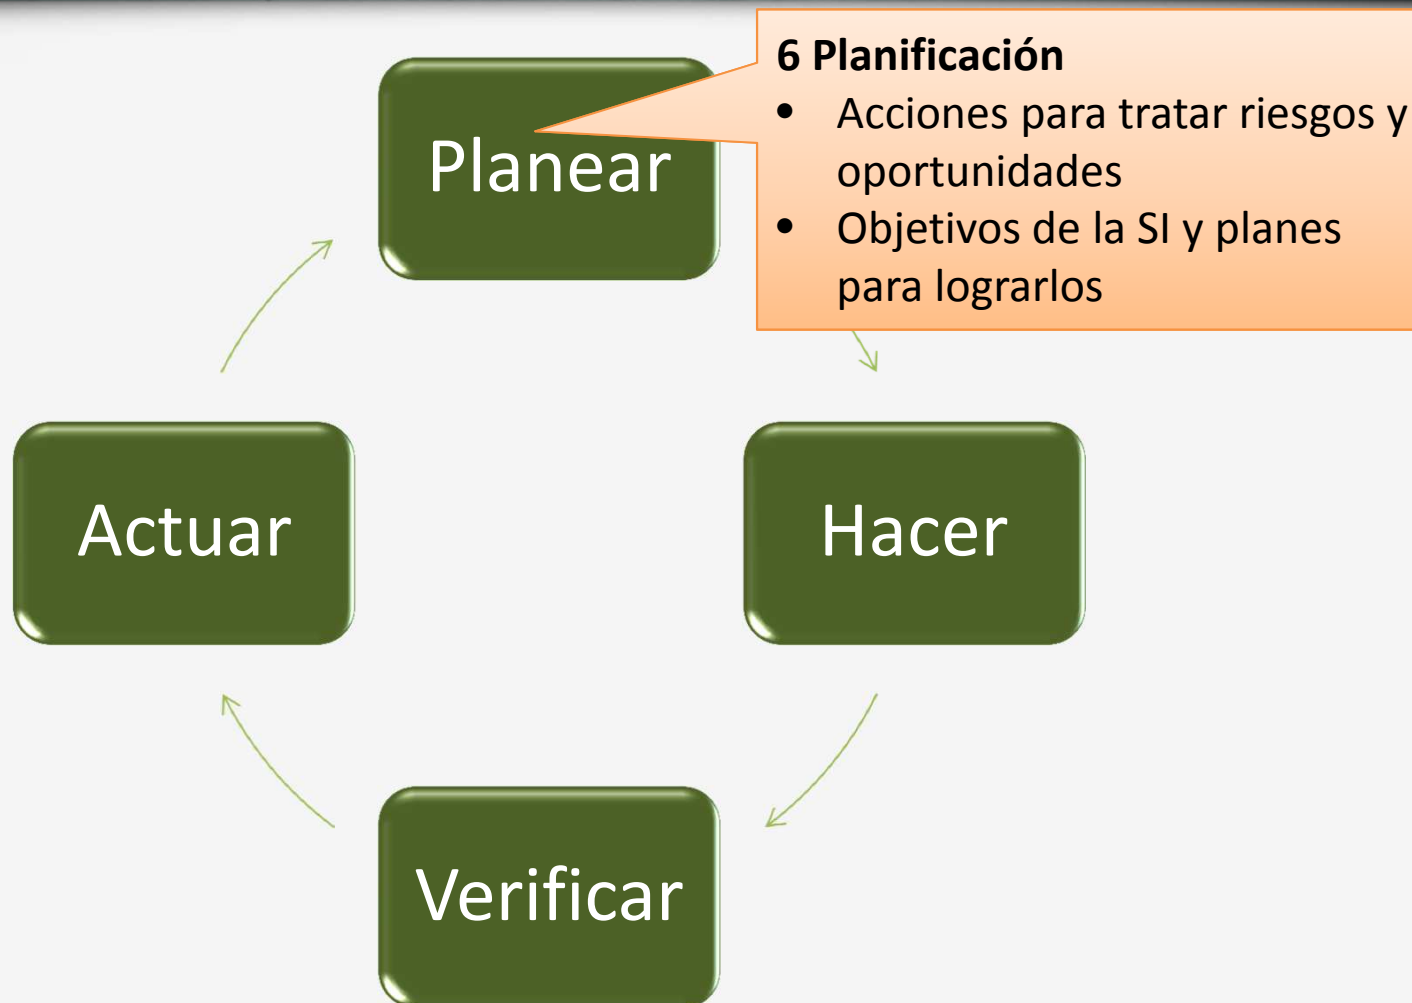 6 Planificación
• Acciones para tratar riesgos y
oportunidades
• Objetivos de la SI y planes
para lograrlos
Planear
Actuar
Hacer
Verificar